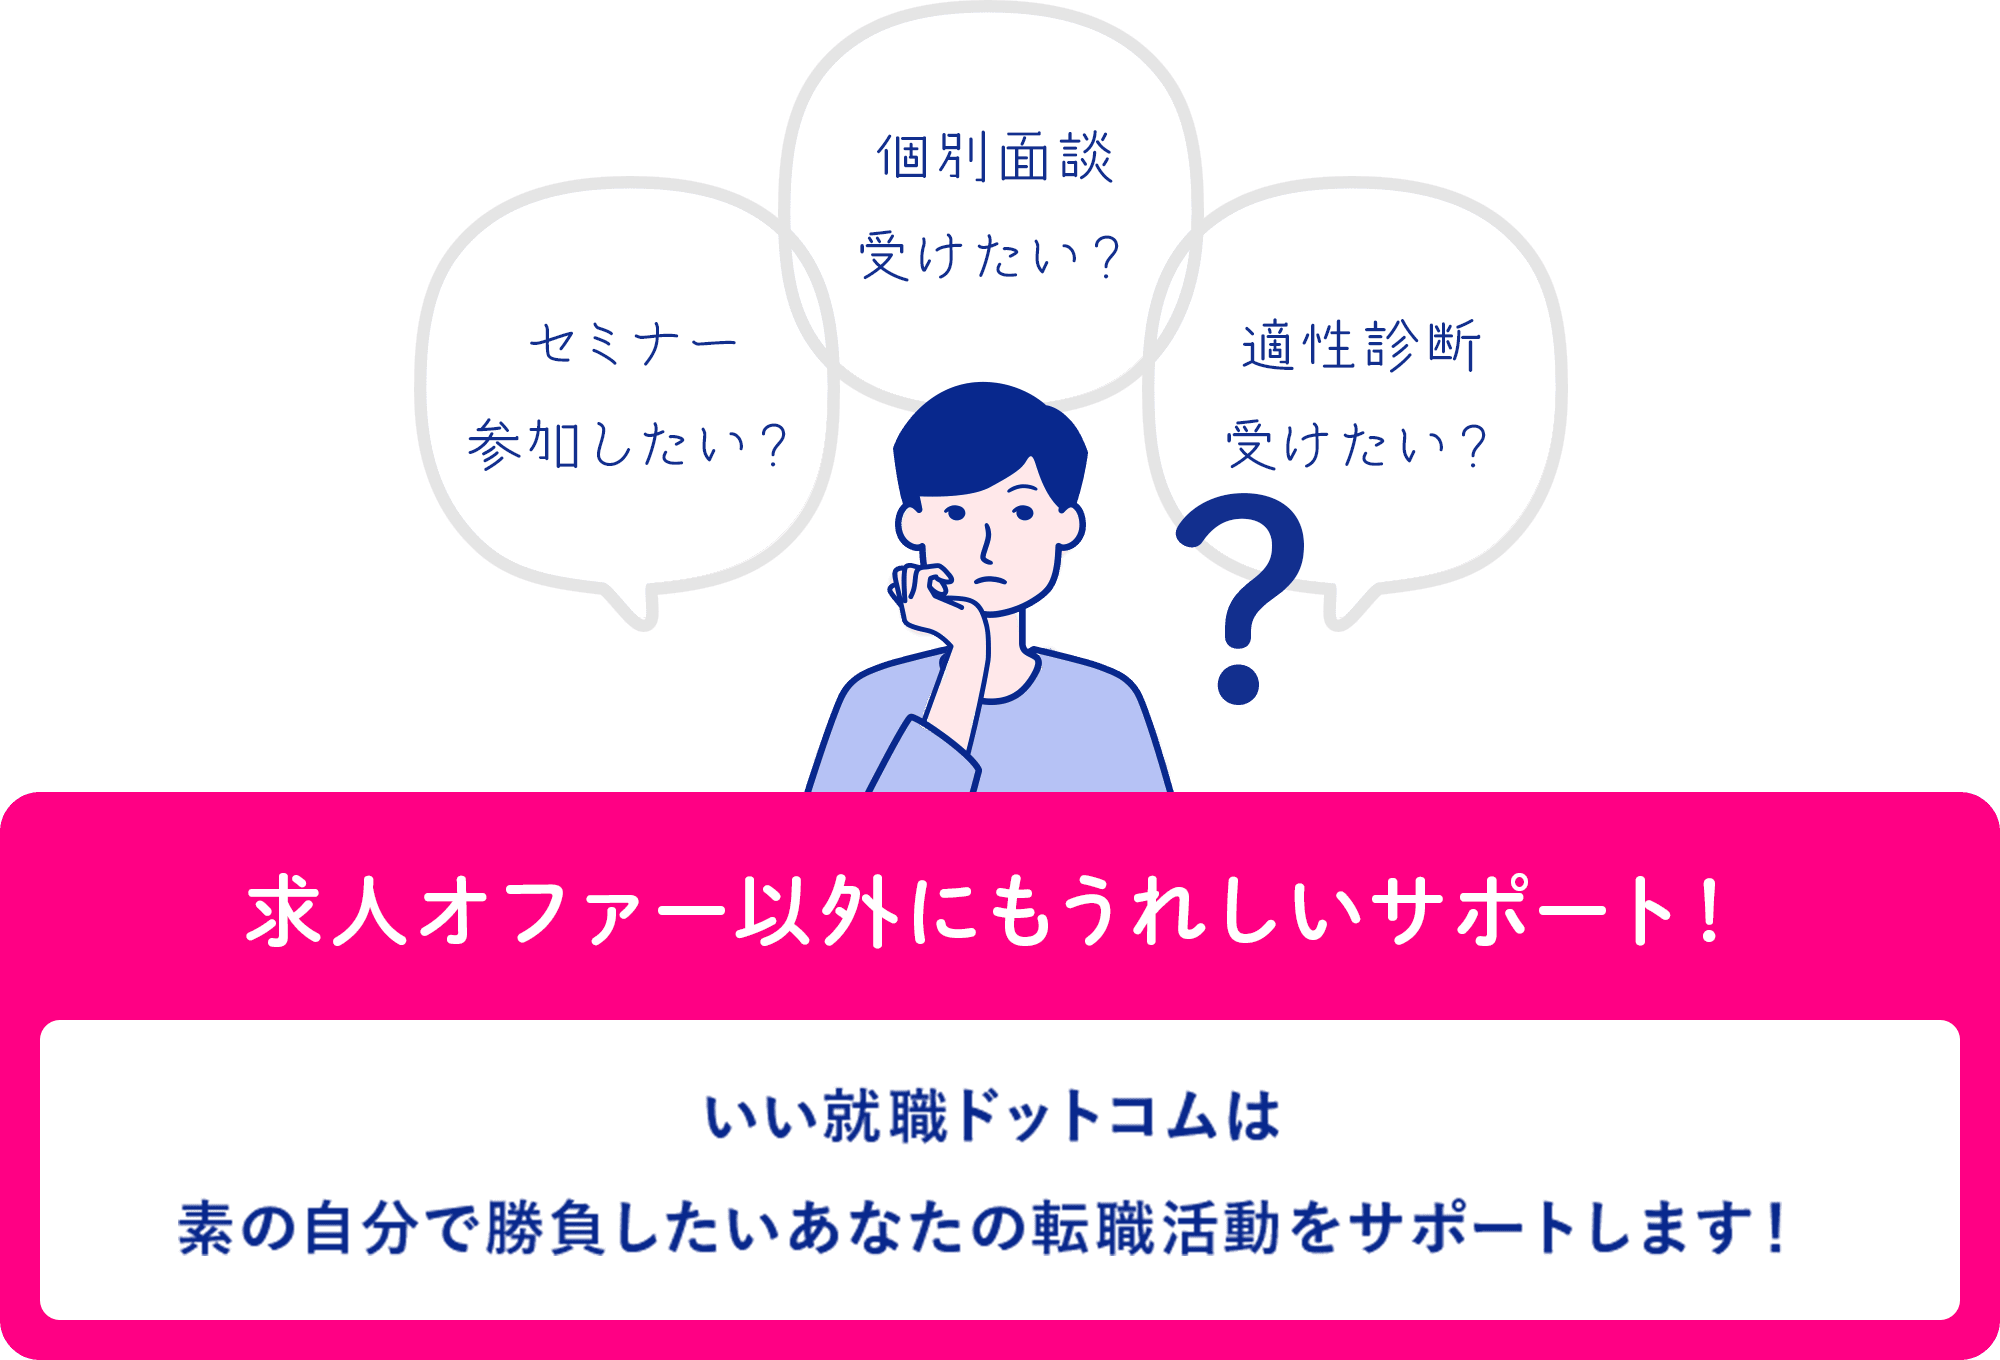 個別面談
受けたい？
セミナー
参加したい？
適性診断
受けたい？
?
求人オファー以外にもうれしいサポート！
いい就職ドットコムは
素の自分で勝負したいあなたの転職活動をサポートします！